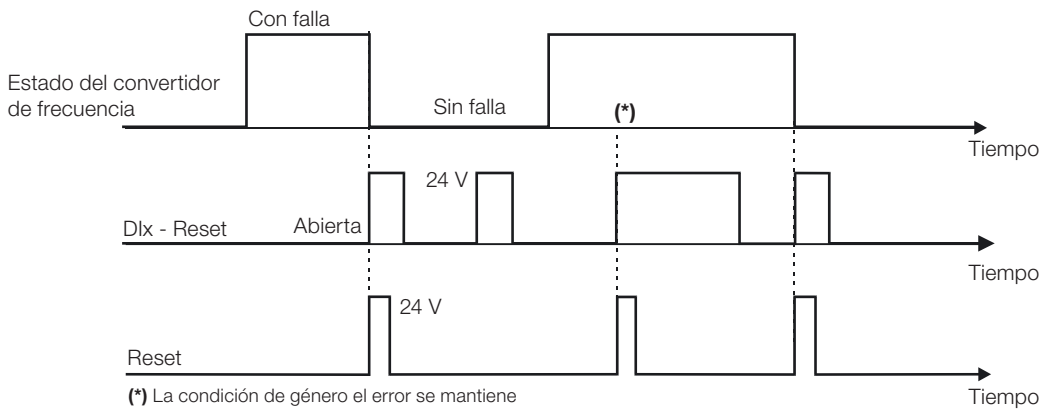 Con falla
Estado del convertidor
de frecuencia
Sin falla
(*)
Tiempo
24 V
DIx - Reset
Abierta
Tiempo
24 V
Reset
(*) La condición de género el error se mantiene
Tiempo